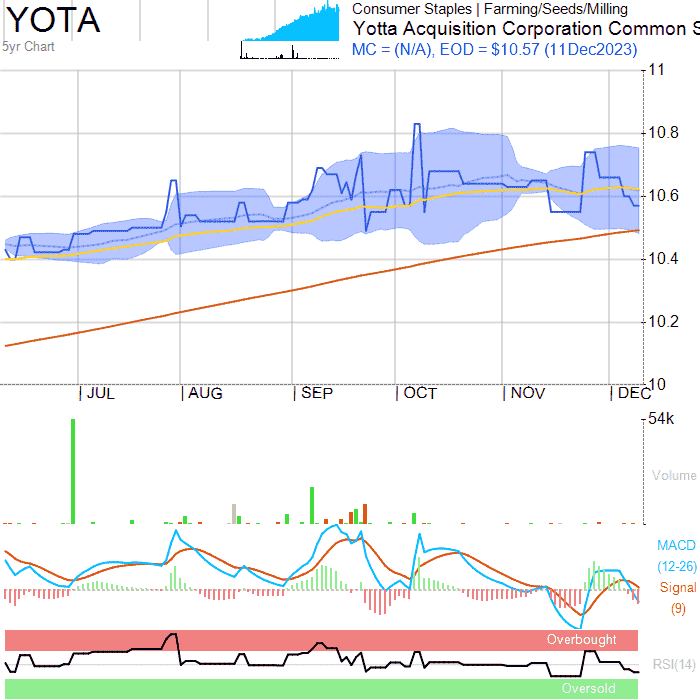 YOTA
5yr Chart
Consumer Staples | Farming/Seeds/Milling
Yotta Acquisition Corporation Common S
MC = (N/A), EOD = $10.57 (11Dec2023)
11
10.8
10.6
10.4
10.2
10
JUL AUG SEP OCT NOV DEC
54k
Volume
MACD
(12-26)
Signal
(9)
Overbought
RSI(14)
Oversold